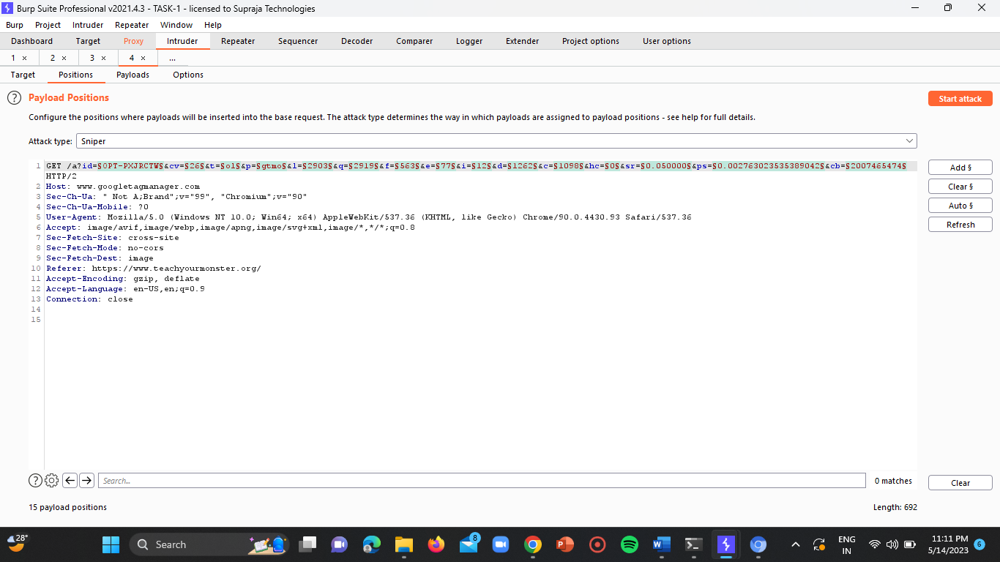 Burp Suite Professional v2021.4.3 - TASK-1 - licensed to Supraja Technologies
Burp Project Intruder Repeater Window Help
Dashboard Target Proxy Intruder Repeater Sequencer Decoder Comparer Logger Extender Project options User options
1 × 2 × 3 × 4 × ...
Target Positions Payloads Options
? Payload Positions
Start attack
Configure the positions where payloads will be inserted into the base request. The attack type determines the way in which payloads are assigned to payload positions - see help for full details.
Attack type: Sniper
1 GET /a?id=§OPT-PXJRCTW§&cv=§26§&t=§ol§&p=§gtmo§&l=§2903§&q=§2919§&f=§563§&e=§77§&i=§12§&d=§1262§&c=§1098§&hc=§0§&sr=§0.050000§&ps=§0.002763023535389042§&cb=§2007465474§
HTTP/2
2 Host: www.googletagmanager.com
3 Sec-Ch-Ua: " Not A;Brand";v="99", "Chromium";v="90"
4 Sec-Ch-Ua-Mobile: ?0
5 User-Agent: Mozilla/5.0 (Windows NT 10.0; Win64; x64) AppleWebKit/537.36 (KHTML, like Gecko) Chrome/90.0.4430.93 Safari/537.36
6 Accept: image/avif,image/webp,image/apng,image/svg+xml,image/*,*/*;q=0.8
7 Sec-Fetch-Site: cross-site
8 Sec-Fetch-Mode: no-cors
9 Sec-Fetch-Dest: image
10 Referer: https://www.teachyourmonster.org/
11 Accept-Encoding: gzip, deflate
12 Accept-Language: en-US,en;q=0.9
13 Connection: close
14
15
Add §
Clear §
Auto §
Refresh
? Search... 0 matches Clear
15 payload positions Length: 692
28° Search 8 ENG IN 11:11 PM 5/14/2023 6